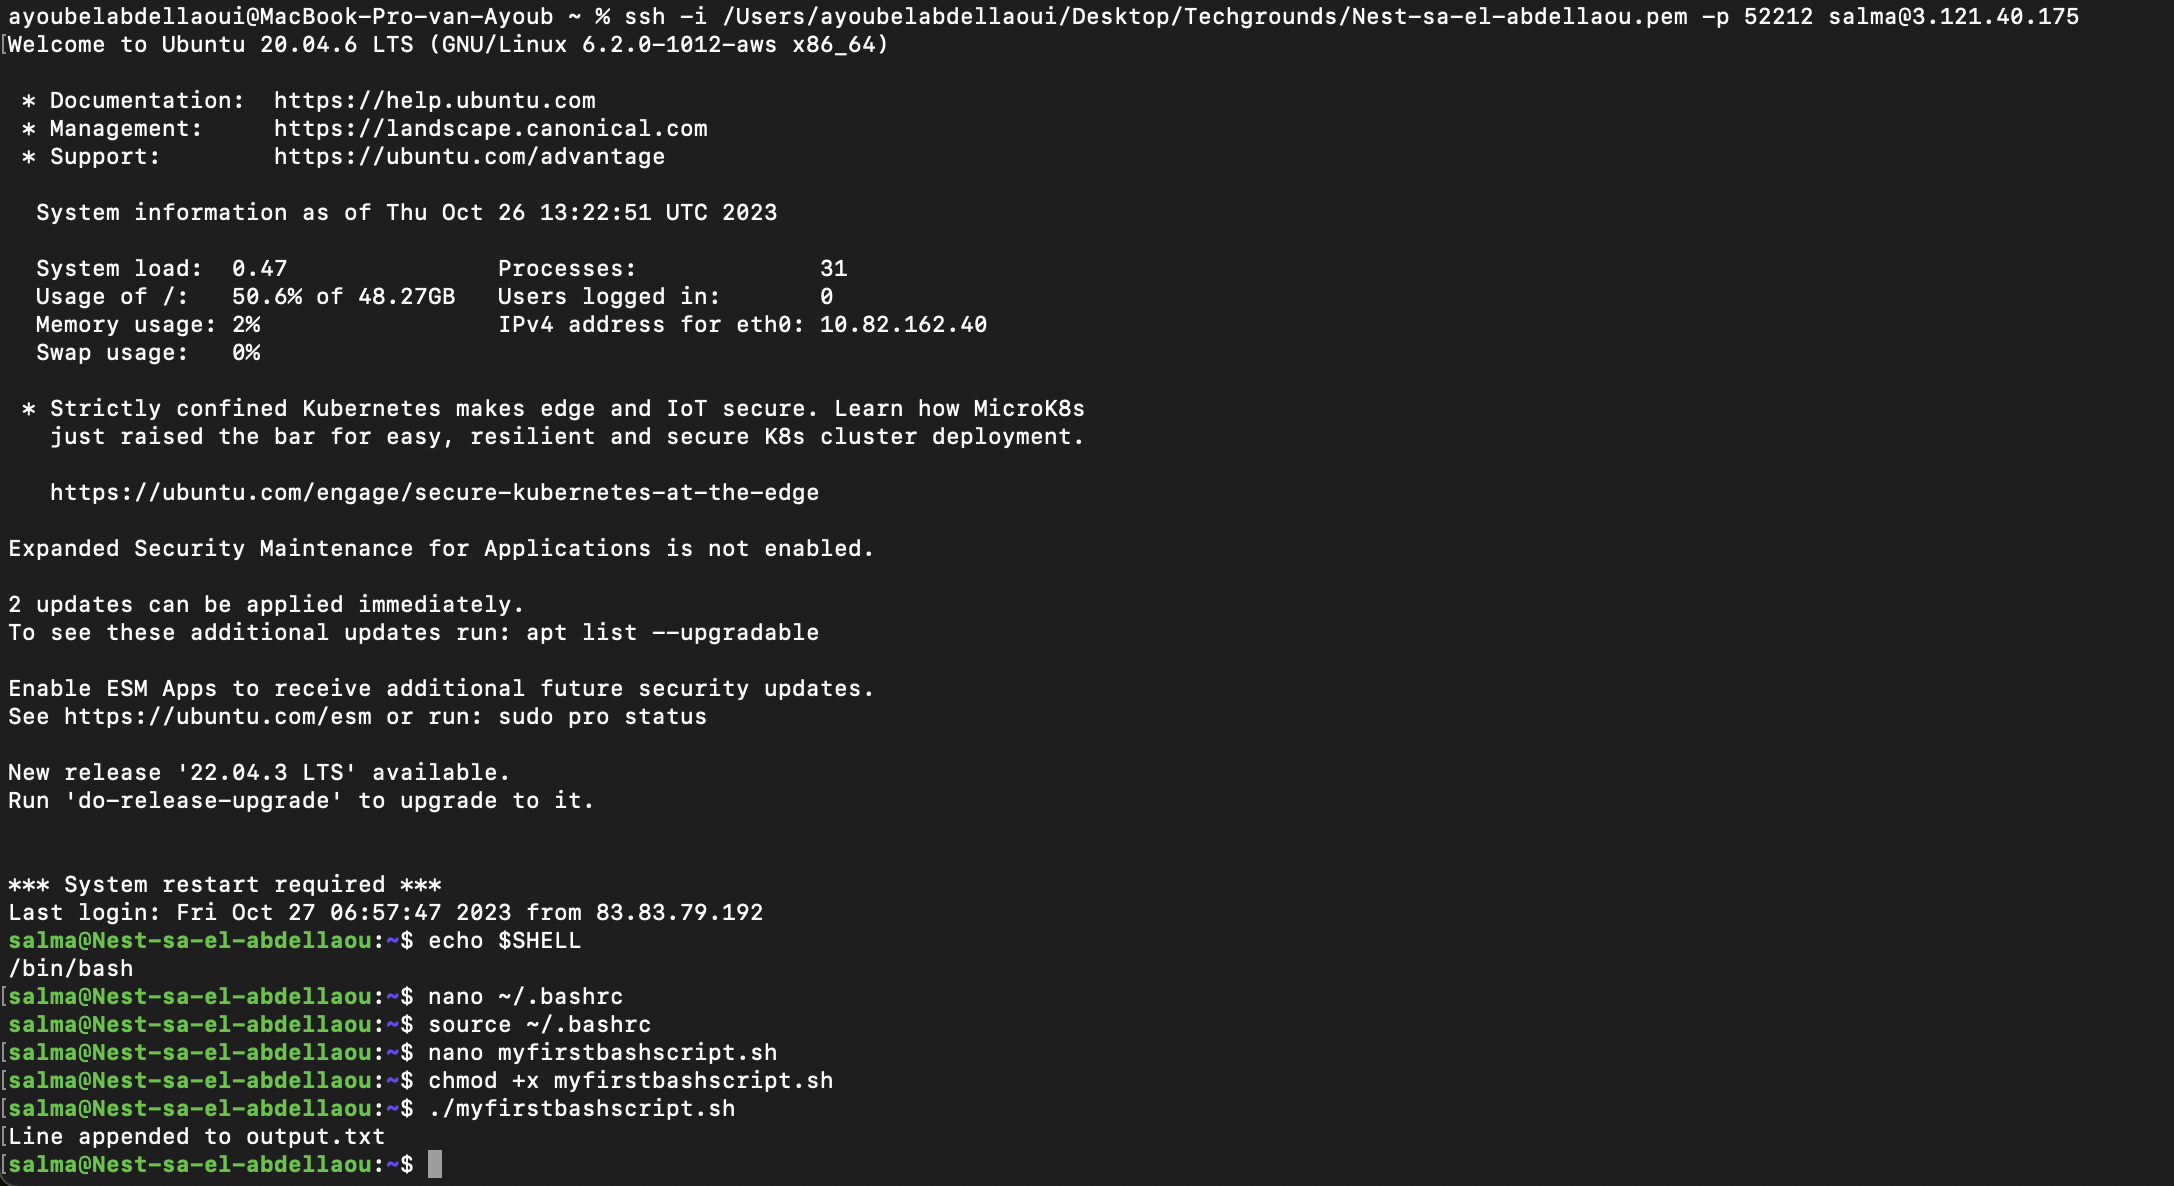 ayoubelabdellaoui@MacBook-Pro-van-Ayoub ~ % ssh -i /Users/ayoubelabdellaoui/Desktop/Techgrounds/Nest-sa-el-abdellaou.pem -p 52212 salma@3.121.40.175
[Welcome to Ubuntu 20.04.6 LTS (GNU/Linux 6.2.0-1012-aws x86_64)
* Documentation:  https://help.ubuntu.com
* Management:     https://landscape.canonical.com
* Support:        https://ubuntu.com/advantage
System information as of Thu Oct 26 13:22:51 UTC 2023
System load:  0.47               Processes:             31
Usage of /:   50.6% of 48.27GB   Users logged in:       0
Memory usage: 2%                 IPv4 address for eth0: 10.82.162.40
Swap usage:   0%
* Strictly confined Kubernetes makes edge and IoT secure. Learn how MicroK8s
just raised the bar for easy, resilient and secure K8s cluster deployment.
https://ubuntu.com/engage/secure-kubernetes-at-the-edge
Expanded Security Maintenance for Applications is not enabled.
2 updates can be applied immediately.
To see these additional updates run: apt list --upgradable
Enable ESM Apps to receive additional future security updates.
See https://ubuntu.com/esm or run: sudo pro status
New release '22.04.3 LTS' available.
Run 'do-release-upgrade' to upgrade to it.
*** System restart required ***
Last login: Fri Oct 27 06:57:47 2023 from 83.83.79.192
salma@Nest-sa-el-abdellaou:~$ echo $SHELL
/bin/bash
[salma@Nest-sa-el-abdellaou:~$ nano ~/.bashrc
salma@Nest-sa-el-abdellaou:~$ source ~/.bashrc
[salma@Nest-sa-el-abdellaou:~$ nano myfirstbashscript.sh
[salma@Nest-sa-el-abdellaou:~$ chmod +x myfirstbashscript.sh
[salma@Nest-sa-el-abdellaou:~$ ./myfirstbashscript.sh
[Line appended to output.txt
[salma@Nest-sa-el-abdellaou:~$